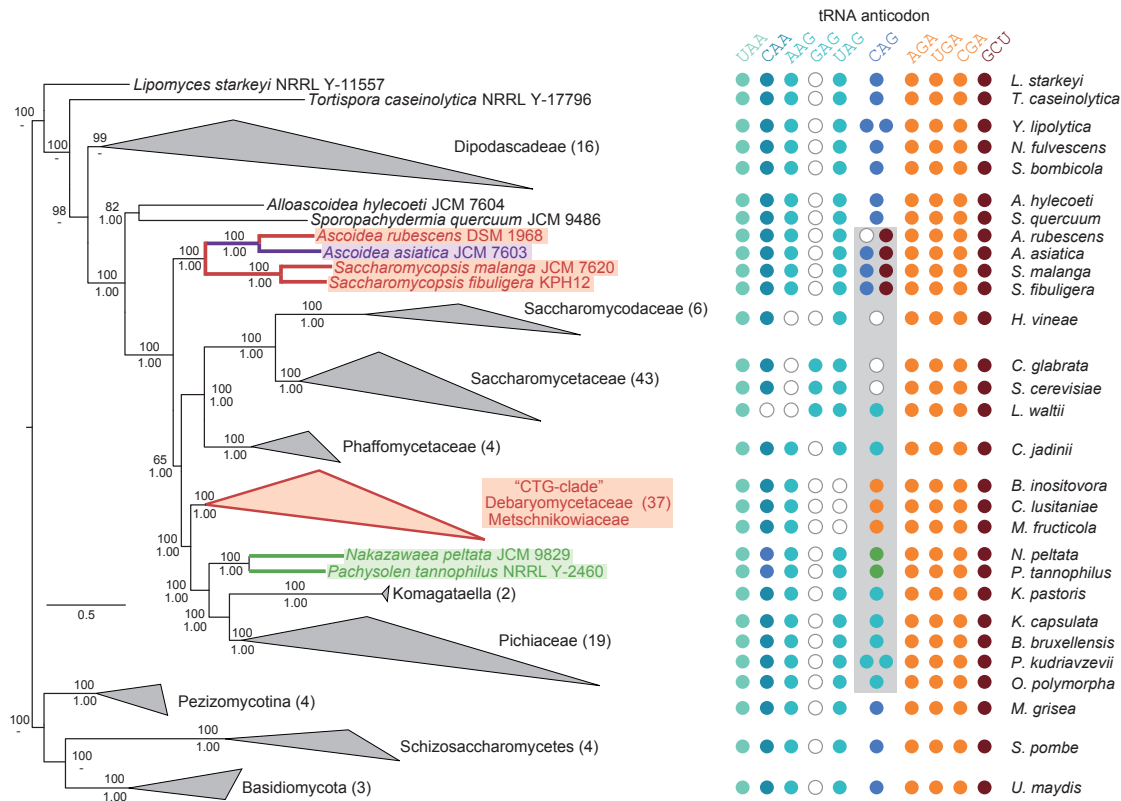 tRNA anticodon
UAA CAA AAG GAG UAG CAG AGA UGA CGA GCU
Lipomyces starkeyi NRRL Y-11557
L. starkeyi
100
-
Tortispora caseinolytica NRRL Y-17796
T. caseinolytica
100
-
99
-
Dipodascadeae (16)
Y. lipolytica
N. fulvescens
S. bombicola
98
-
82
1.00
Alloascoidea hylecoeti JCM 7604
A. hylecoeti
Sporopachydermia quercuum JCM 9486
S. quercuum
Ascoidea rubescens DSM 1968
A. rubescens
100
1.00
Ascoidea asiatica JCM 7603
A. asiatica
100
1.00
100
1.00
Saccharomycopsis malanga JCM 7620
S. malanga
100
1.00
Saccharomycopsis fibuligera KPH12
S. fibuligera
100
1.00
Saccharomycodaceae (6)
H. vineae
100
1.00
100
1.00
Saccharomycetaceae (43)
C. glabrata
S. cerevisiae
L. waltii
100
1.00
Phaffomycetaceae (4)
C. jadinii
65
1.00
100
1.00
"CTG-clade"
Debaryomycetaceae (37)
Metschnikowiaceae
B. inositovora
C. lusitaniae
M. fructicola
Nakazawaea peltata JCM 9829
N. peltata
100
1.00
100
1.00
Pachysolen tannophilus NRRL Y-2460
P. tannophilus
100
1.00
Komagataella (2)
K. pastoris
100
1.00
0.5
100
1.00
Pichiaceae (19)
K. capsulata
B. bruxellensis
P. kudriavzevii
O. polymorpha
100
1.00
Pezizomycotina (4)
M. grisea
100
-
100
1.00
Schizosaccharomycetes (4)
S. pombe
100
-
100
1.00
Basidiomycota (3)
U. maydis